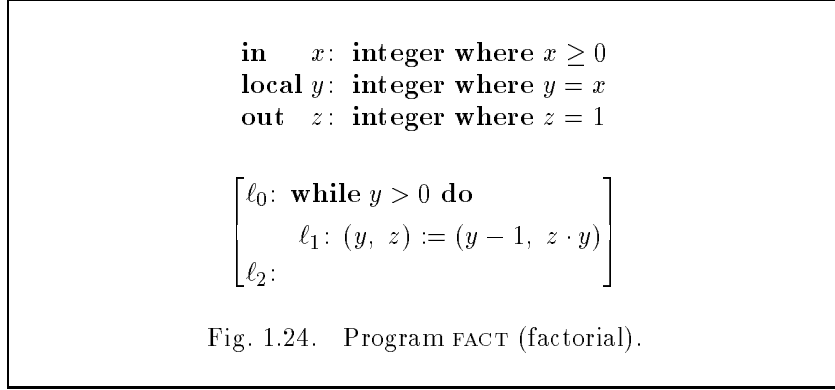 in x: integer where x ≥ 0
local y: integer where y = x
out z: integer where z = 1
ℓ0: while y > 0 do
ℓ1: (y, z) := (y − 1, z · y)
ℓ2:
Fig. 1.24. Program FACT (factorial).